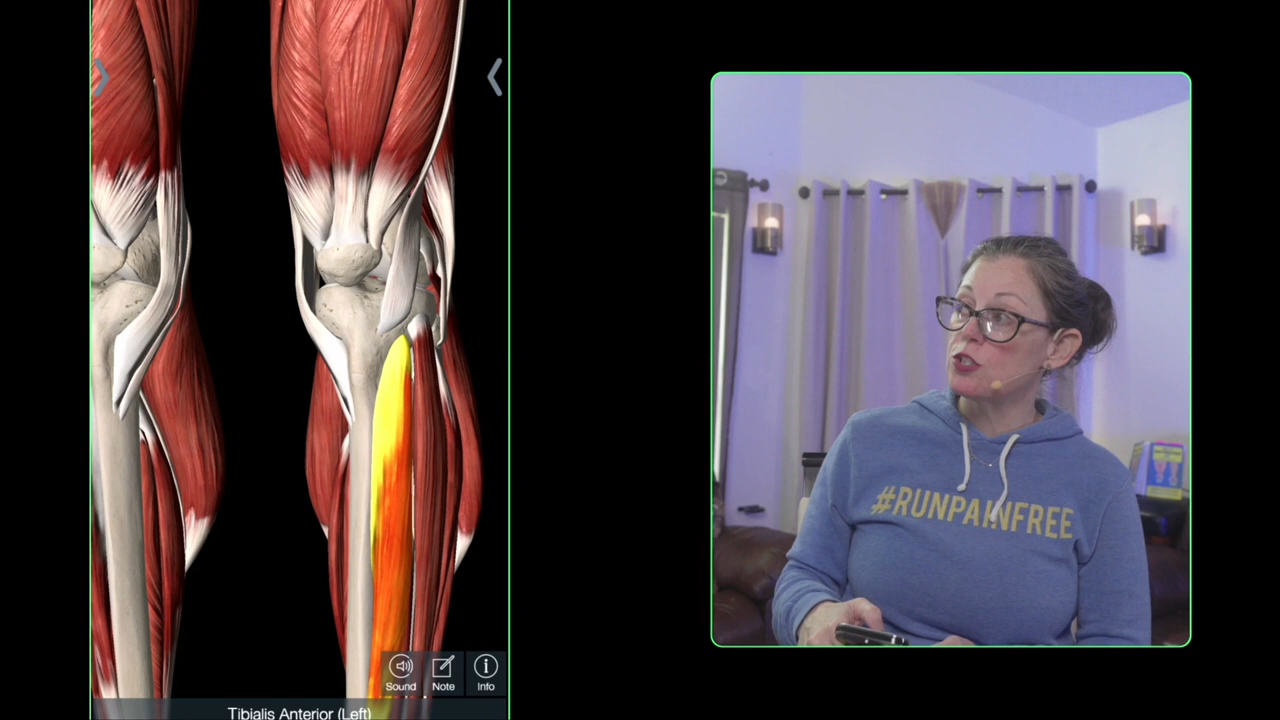 Sound
Note
Info
Tibialis Anterior (Left)
#RUNPAINFREE